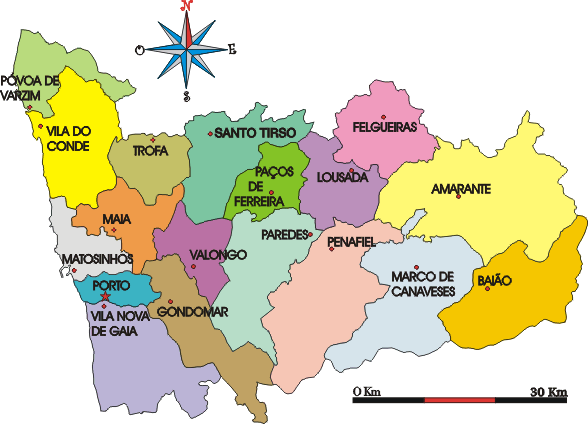 N
O
E
S
PÓVOA DE
VARZIM
VILA DO
CONDE
TROFA
SANTO TIRSO
FELGUEIRAS
PAÇOS
DE
FERREIRA
LOUSADA
AMARANTE
MAIA
PAREDES
PENAFIEL
MATOSINHOS
VALONGO
MARCO DE
CANAVESES
BAIÃO
PORTO
VILA NOVA
DE GAIA
GONDOMAR
O Km
30 Km